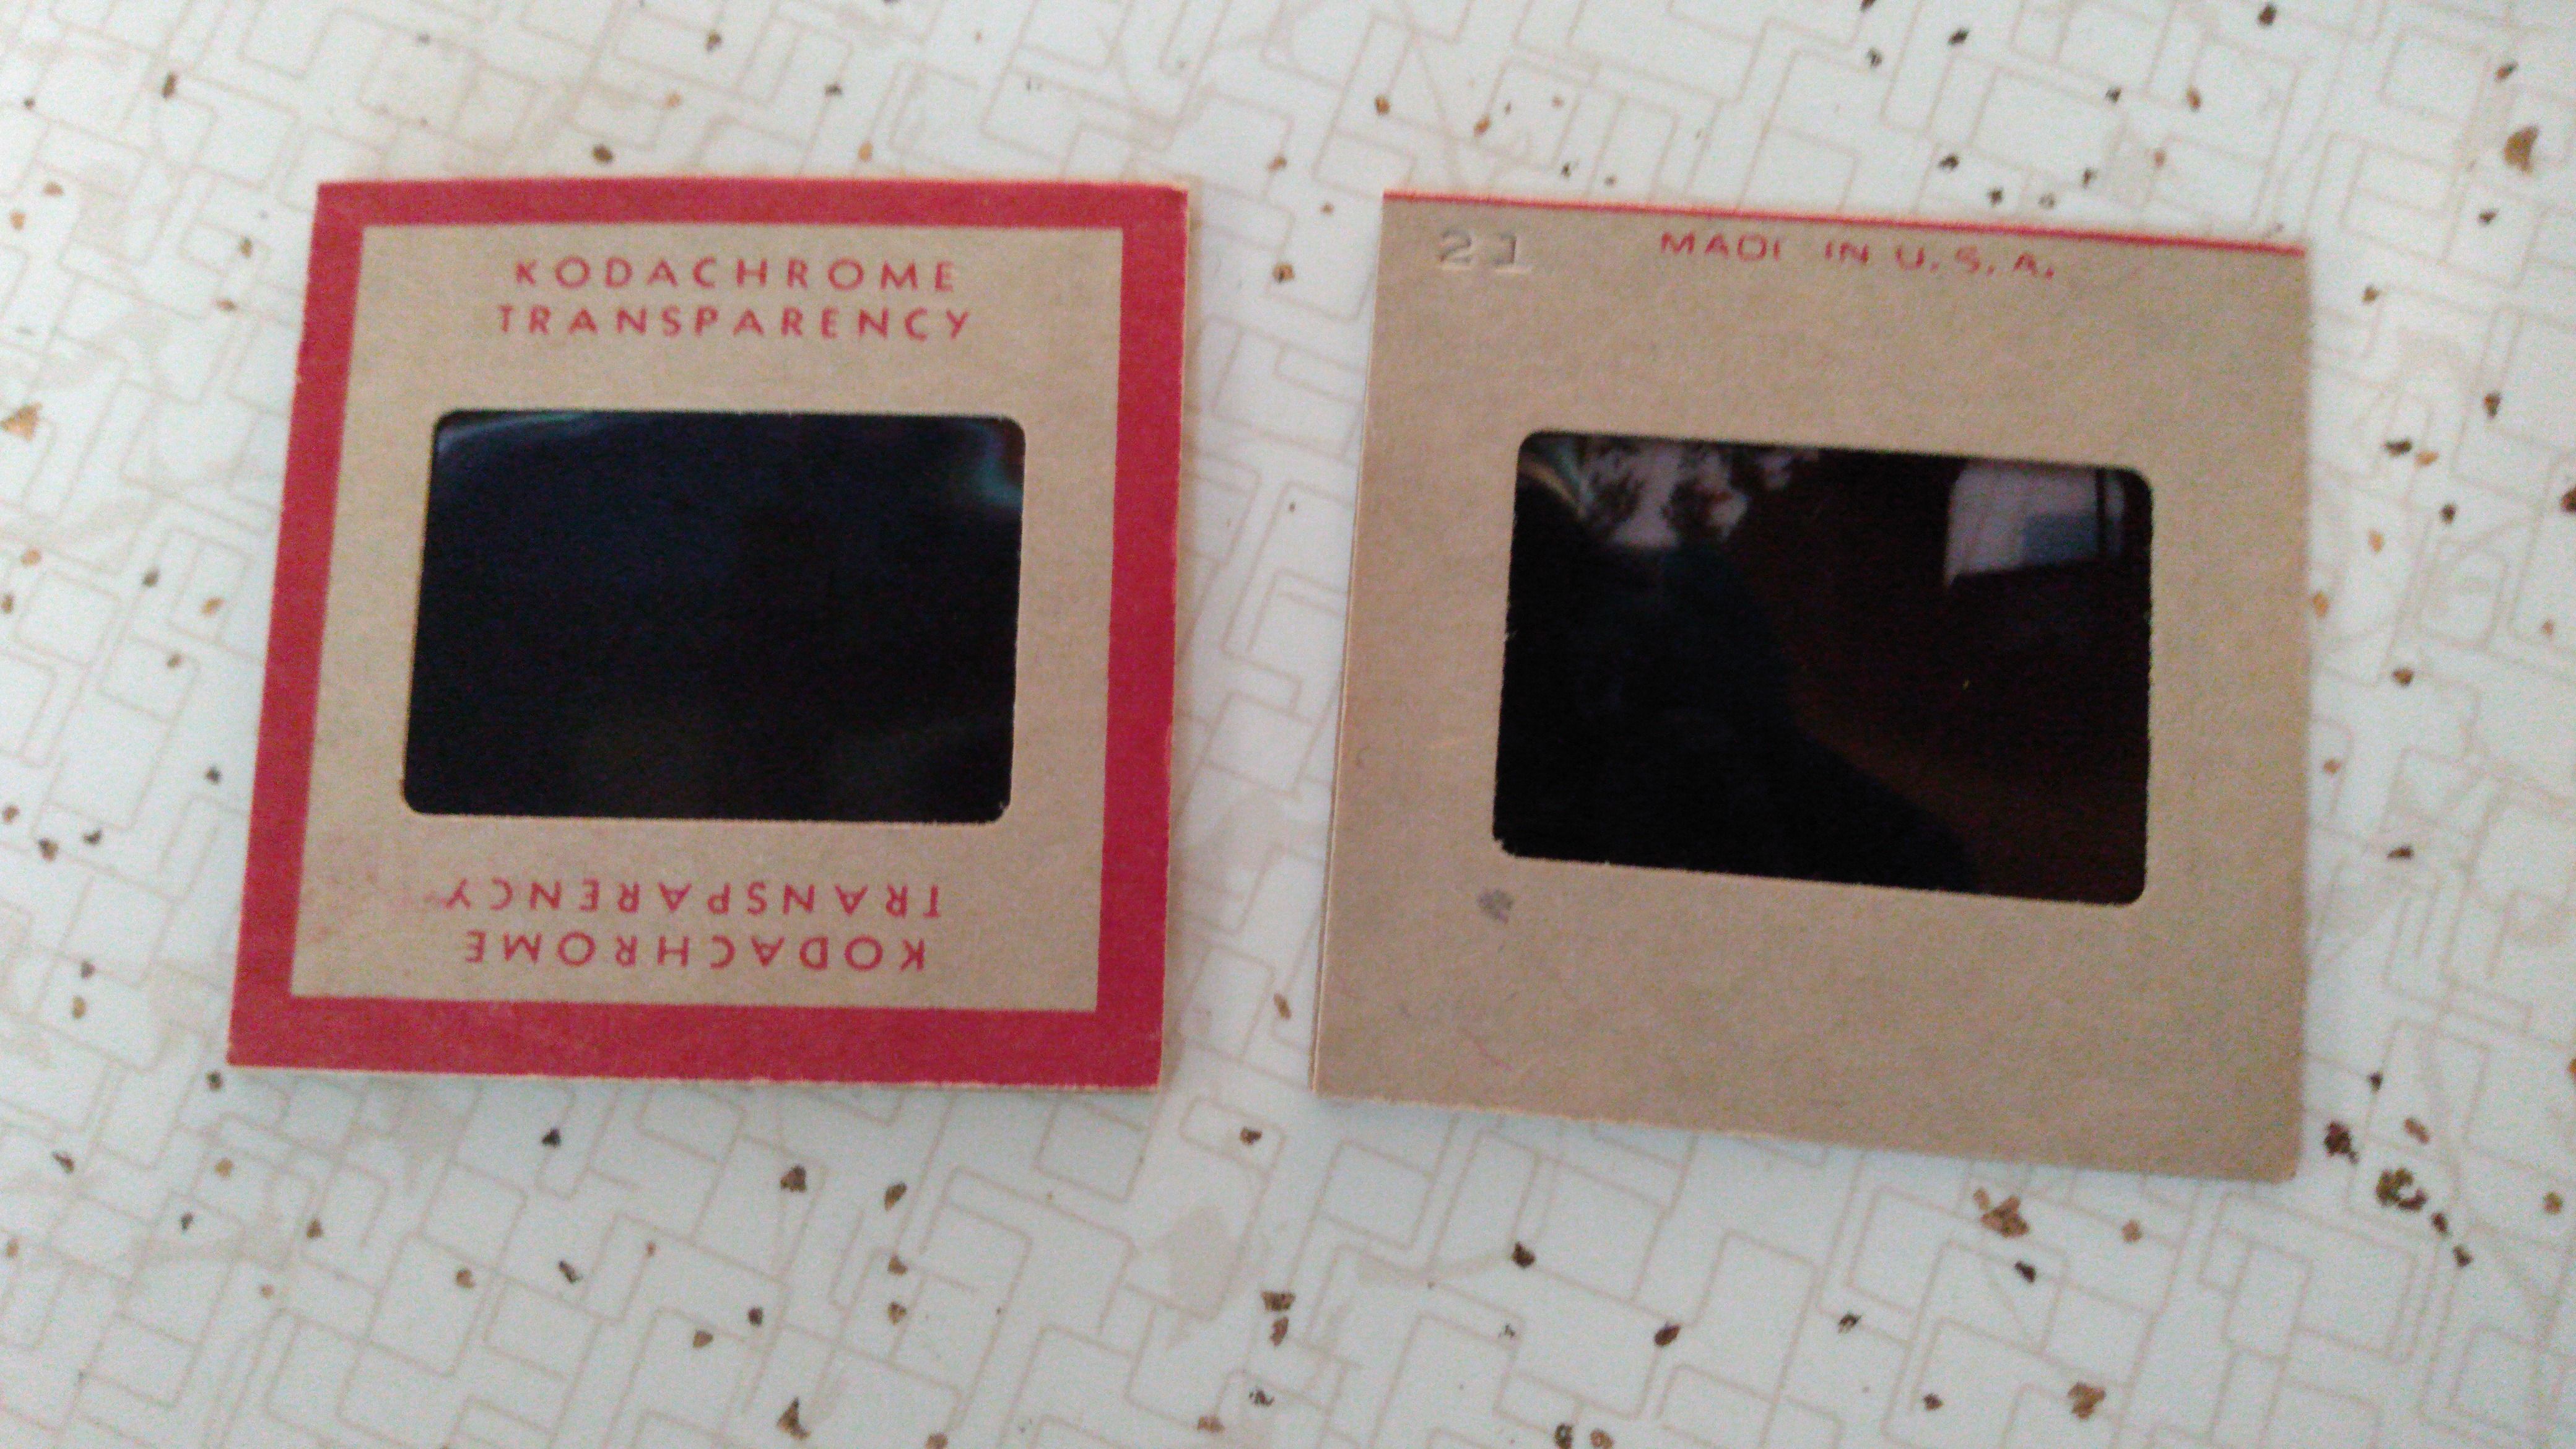 KODACHROME
TRANSPARENCY
TRANSPARENCY
KODACHROME
21
MADE IN U.S.A.